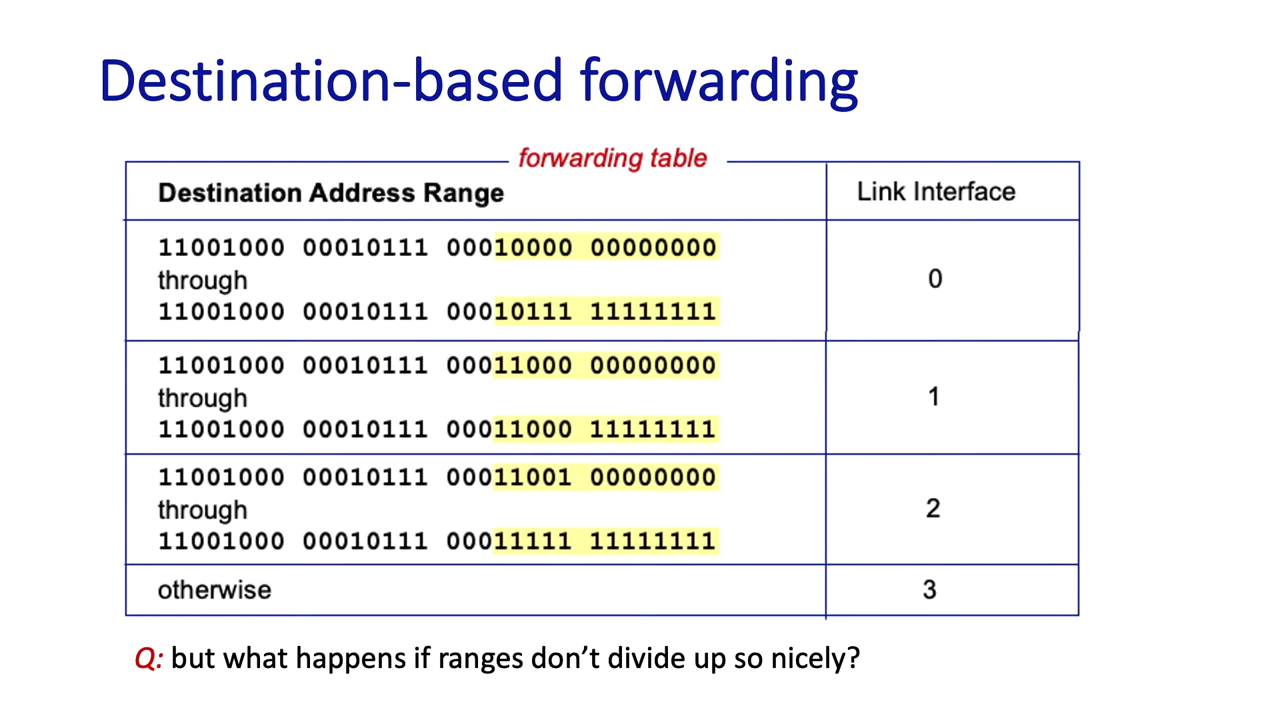 Destination-based forwarding
forwarding table
Destination Address Range
Link Interface
11001000 00010111 00010000 00000000
through
11001000 00010111 00010111 11111111
0
11001000 00010111 00011000 00000000
through
11001000 00010111 00011000 11111111
1
11001000 00010111 00011001 00000000
through
11001000 00010111 00011111 11111111
2
otherwise
3
Q: but what happens if ranges don’t divide up so nicely?